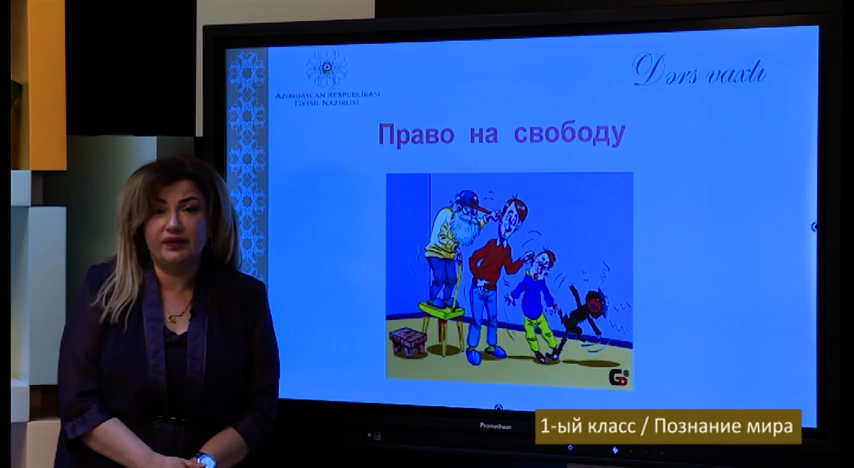 AZƏRBAYCAN RESPUBLİKASI
TƏHSİL NAZİRLİYİ
Dərs vaxtı
Право на свободу
G
Promethean
1-ый класс / Познание мира